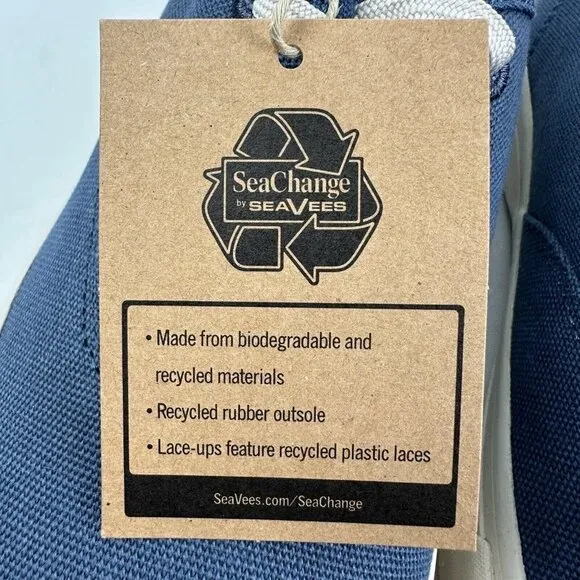 SeaChange
by SEAVEES
• Made from biodegradable and
recycled materials
• Recycled rubber outsole
• Lace-ups feature recycled plastic laces
SeaVees.com/SeaChange